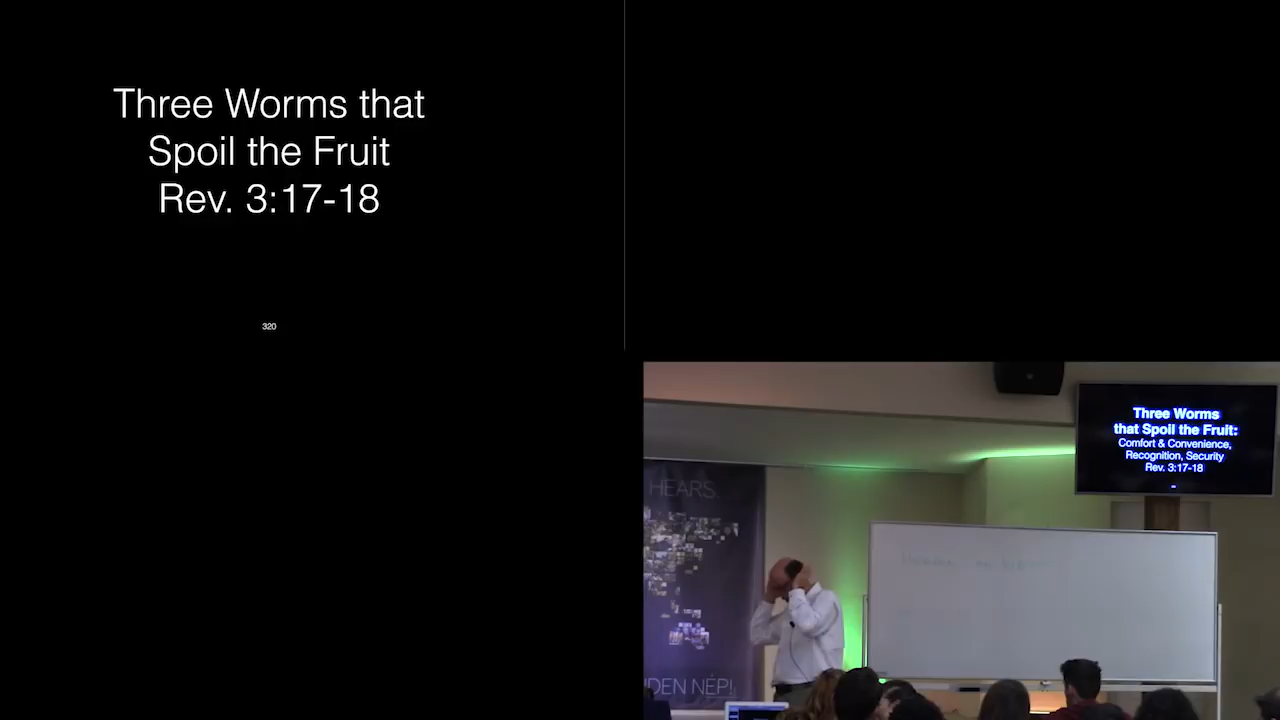 Three Worms that
Spoil the Fruit
Rev. 3:17-18
320
Three Worms
that Spoil the Fruit:
Comfort & Convenience,
Recognition, Security
Rev. 3:17-18
HEARS
NÉP!